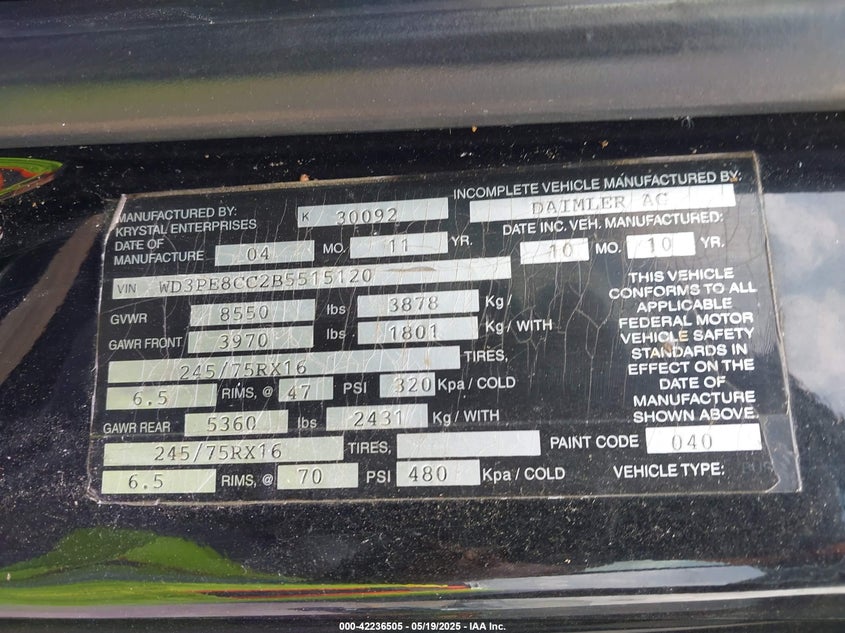 INCOMPLETE VEHICLE MANUFACTURED BY:
MANUFACTURED BY: K 30092 DAIMLER AG
KRYSTAL ENTERPRISES DATE INC. VEH. MANUFACTURED:
DATE OF
MANUFACTURE 04 MO. 11 YR. 10 MO. 10 YR.
VIN WD3PE8CC2B5515120
GVWR 8550 lbs 3878 Kg /
GAWR FRONT 3970 lbs 1801 Kg / WITH
245/75RX16 TIRES,
6.5 RIMS, @ 47 PSI 320 Kpa / COLD
GAWR REAR 5360 lbs 2431 Kg / WITH
245/75RX16 TIRES,
6.5 RIMS, @ 70 PSI 480 Kpa / COLD
THIS VEHICLE
CONFORMS TO ALL
APPLICABLE
FEDERAL MOTOR
VEHICLE SAFETY
STANDARDS IN
EFFECT ON THE
DATE OF
MANUFACTURE
SHOWN ABOVE
PAINT CODE 040
VEHICLE TYPE:
000-42236505 - 05/19/2025 - IAA Inc.